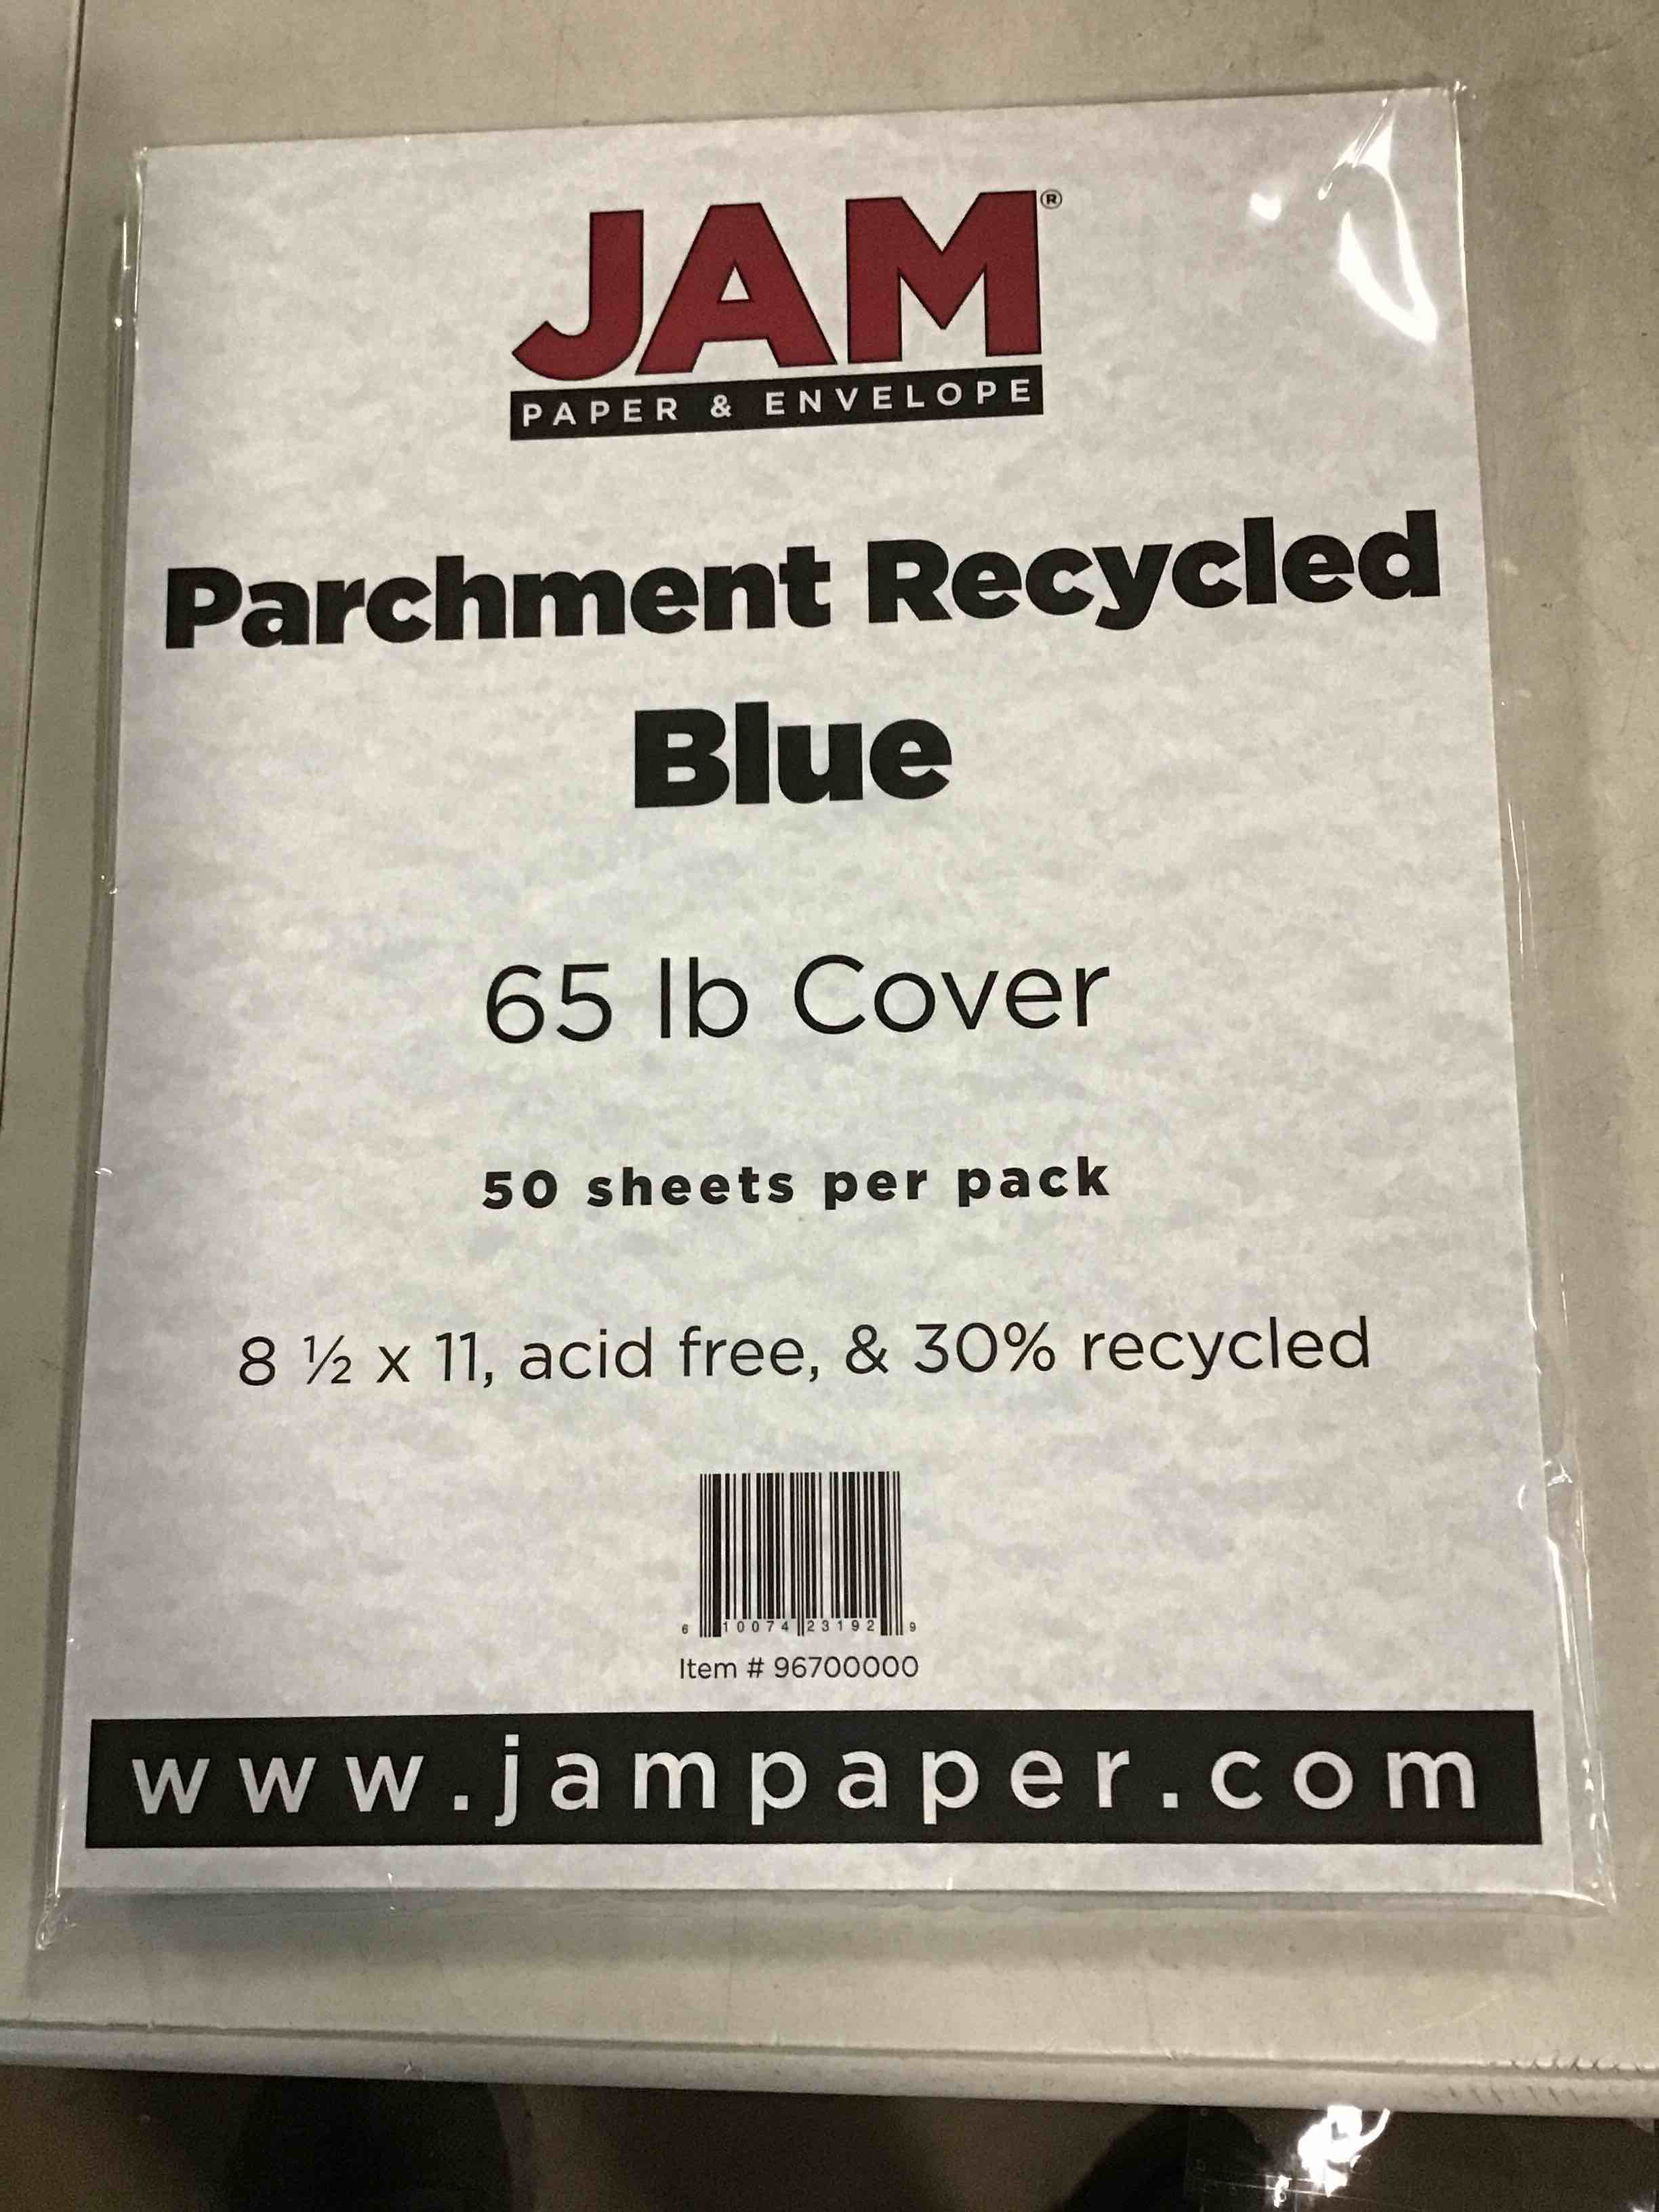 JAM®
PAPER & ENVELOPE
Parchment Recycled
Blue
65 lb Cover
50 sheets per pack
8 ½ x 11, acid free, & 30% recycled
6 10074 23192 9
Item # 96700000
www.jampaper.com